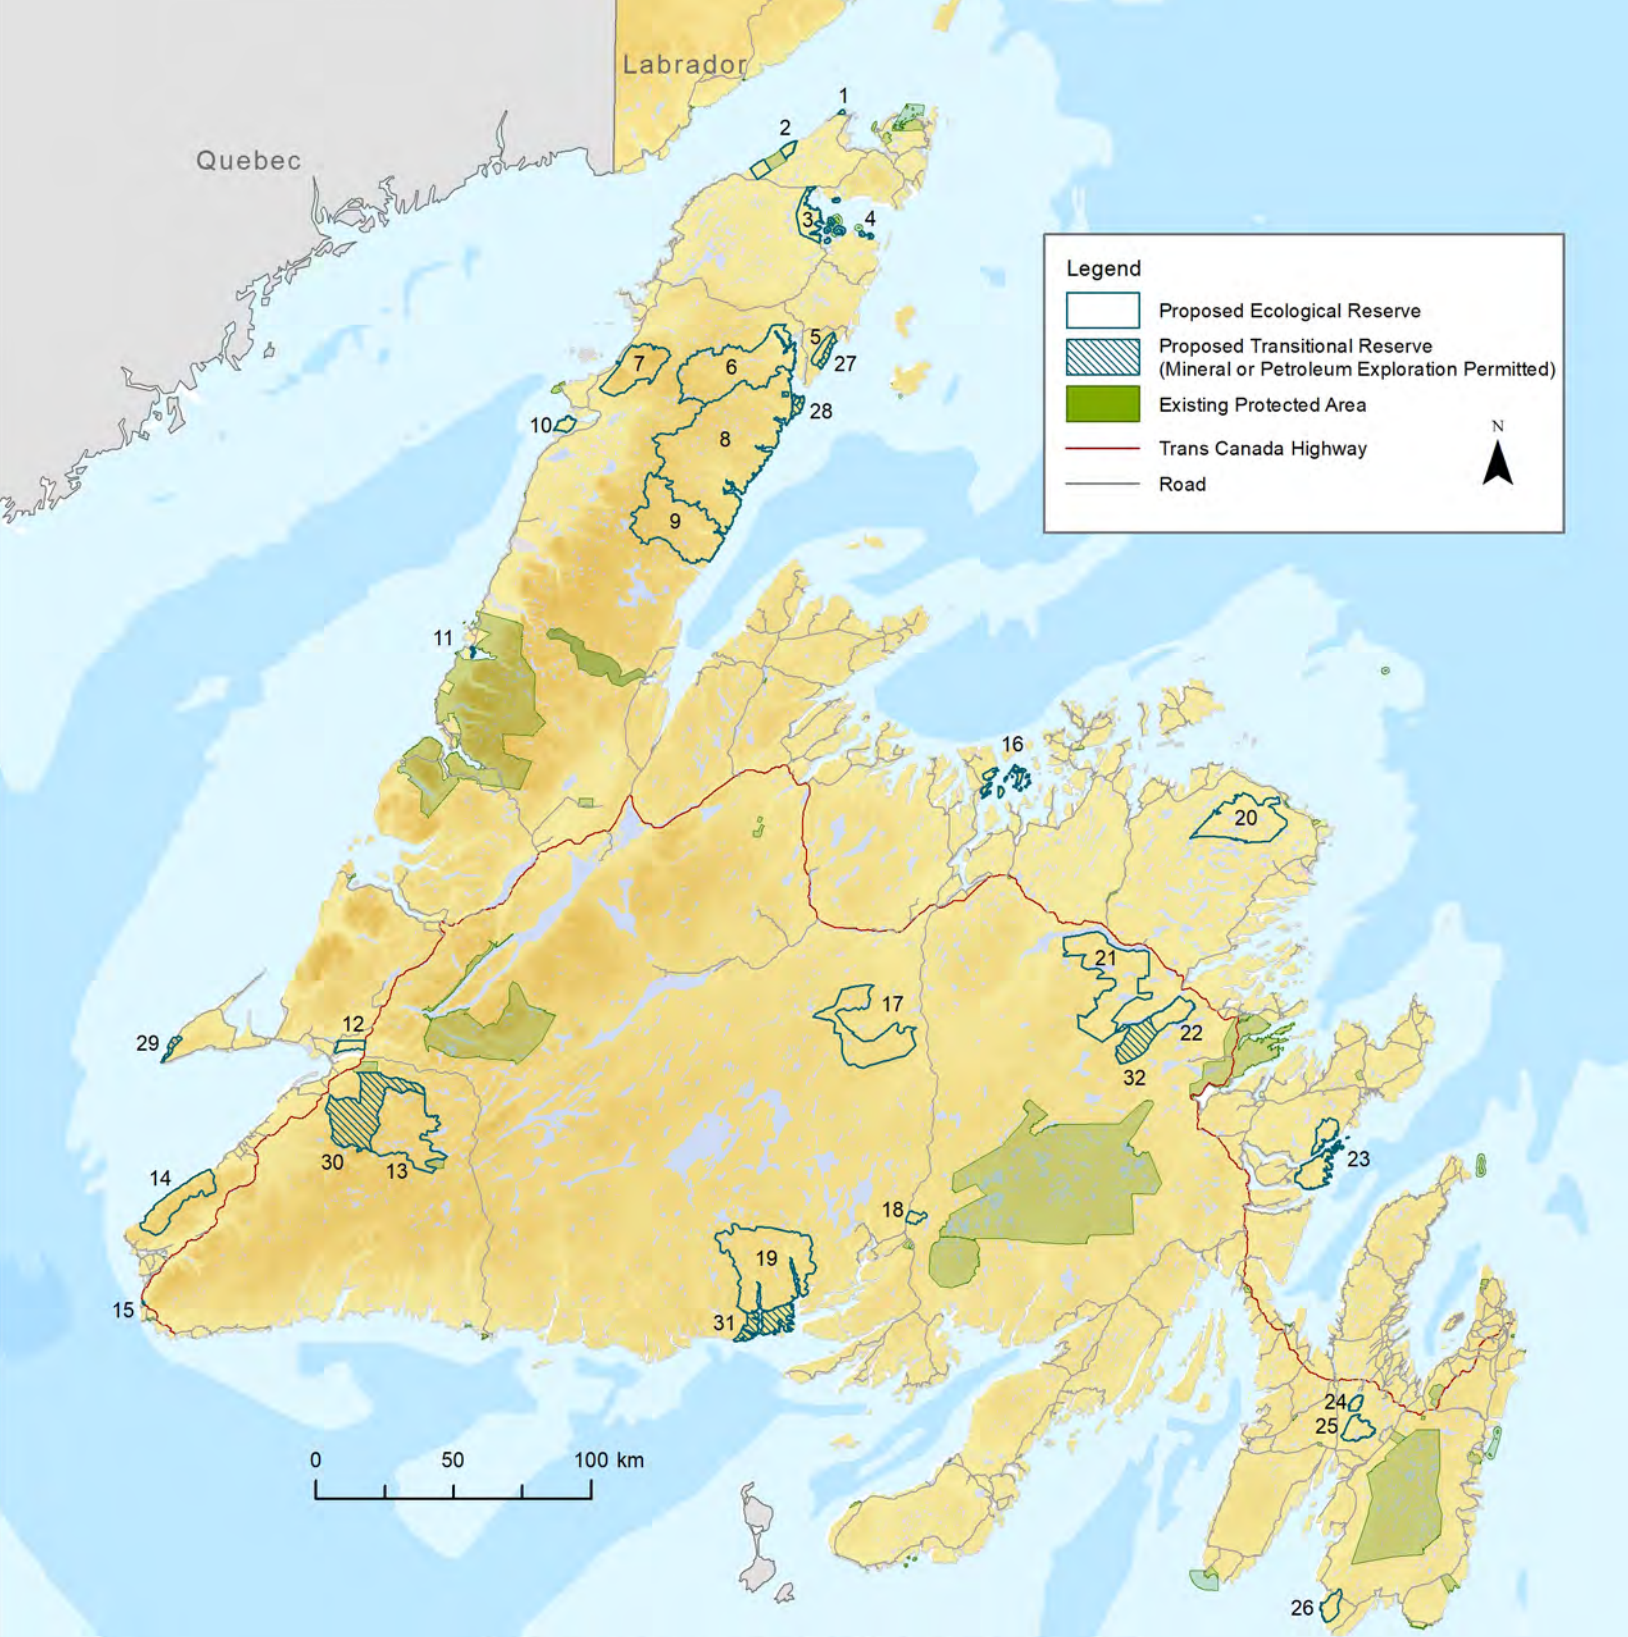 Labrador
1
2
Quebec
3
4
Legend
Proposed Ecological Reserve
Proposed Transitional Reserve
(Mineral or Petroleum Exploration Permitted)
Existing Protected Area
Trans Canada Highway
Road
N
5
27
7
6
28
10
8
9
11
16
20
21
17
22
12
29
32
30
13
23
14
18
19
15
31
24
25
0 50 100 km
26